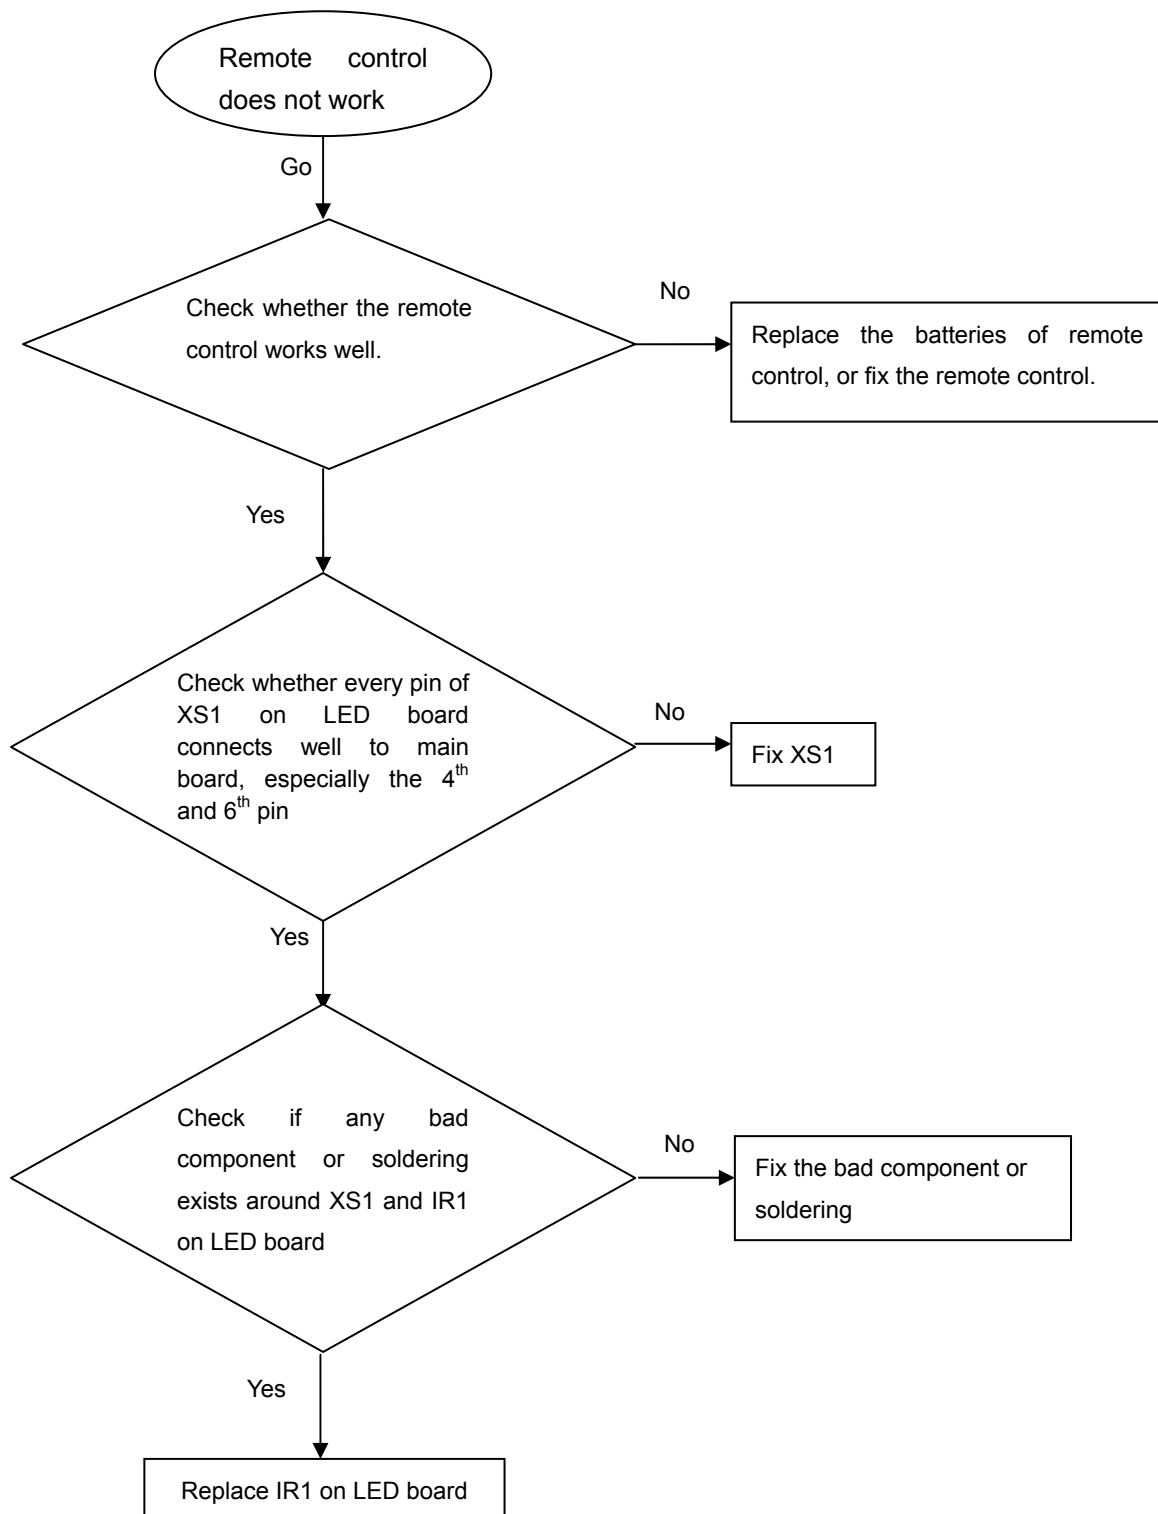 Remote control
does not work
Go
Check whether the remote
control works well.
No
Replace the batteries of remote
control, or fix the remote control.
Yes
Check whether every pin of
XS1 on LED board
connects well to main
board, especially the 4th
and 6th pin
No
Fix XS1
Yes
Check if any bad
component or soldering
exists around XS1 and IR1
on LED board
No
Fix the bad component or
soldering
Yes
Replace IR1 on LED board